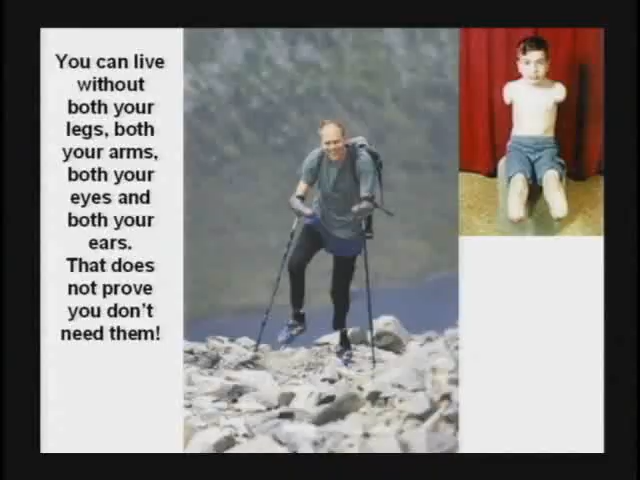 You can live
without
both your
legs, both
your arms,
both your
eyes and
both your
ears.
That does
not prove
you don't
need them!